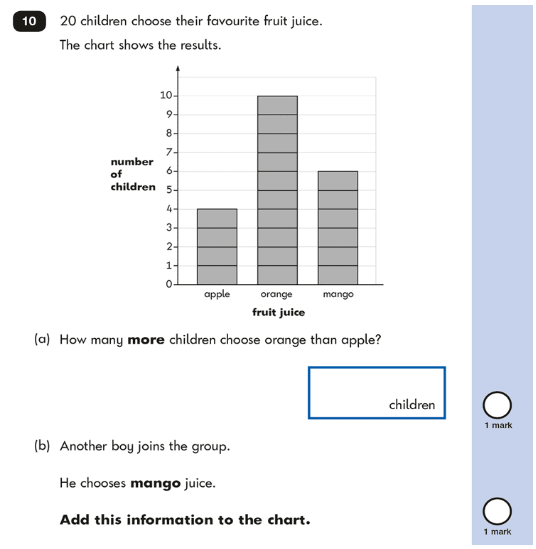 10 20 children choose their favourite fruit juice.
The chart shows the results.
10
9
8
7
number
of
children
6
5
4
3
2
1
0
apple orange mango
fruit juice
(a) How many more children choose orange than apple?
children
1 mark
(b) Another boy joins the group.
He chooses mango juice.
Add this information to the chart.
1 mark